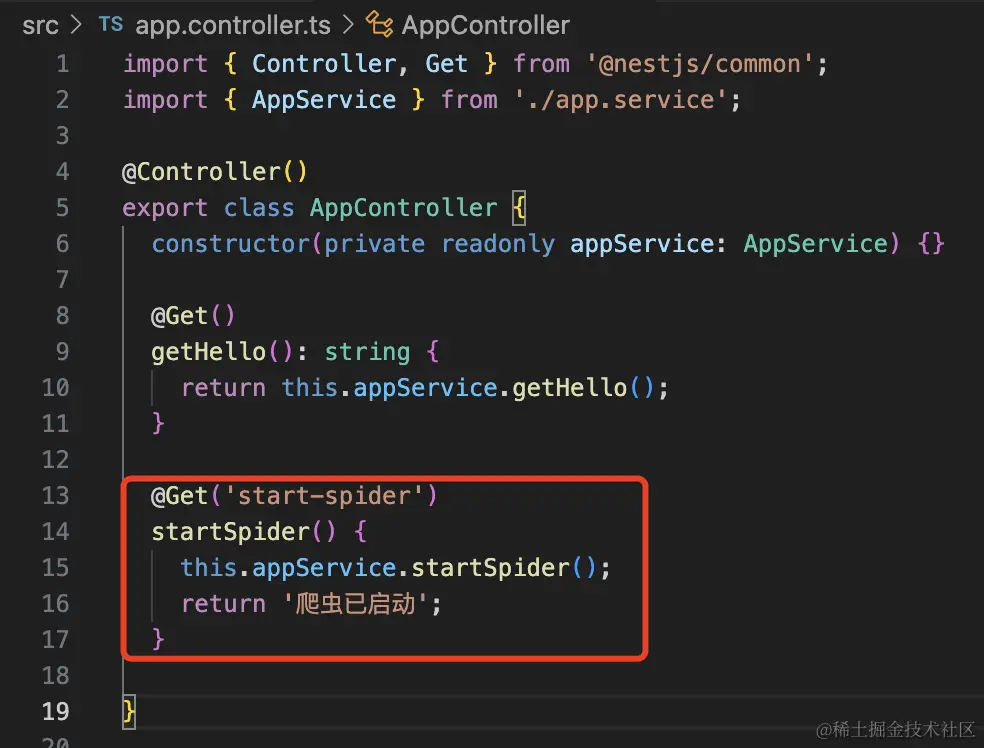 src > TS app.controller.ts > AppController
1 import { Controller, Get } from '@nestjs/common';
2 import { AppService } from './app.service';
3
4 @Controller()
5 export class AppController {
6   constructor(private readonly appService: AppService) {}
7
8   @Get()
9   getHello(): string {
10     return this.appService.getHello();
11   }
12
13   @Get('start-spider')
14   startSpider() {
15     this.appService.startSpider();
16     return '爬虫已启动';
17   }
18
19 }
20
@稀土掘金技术社区